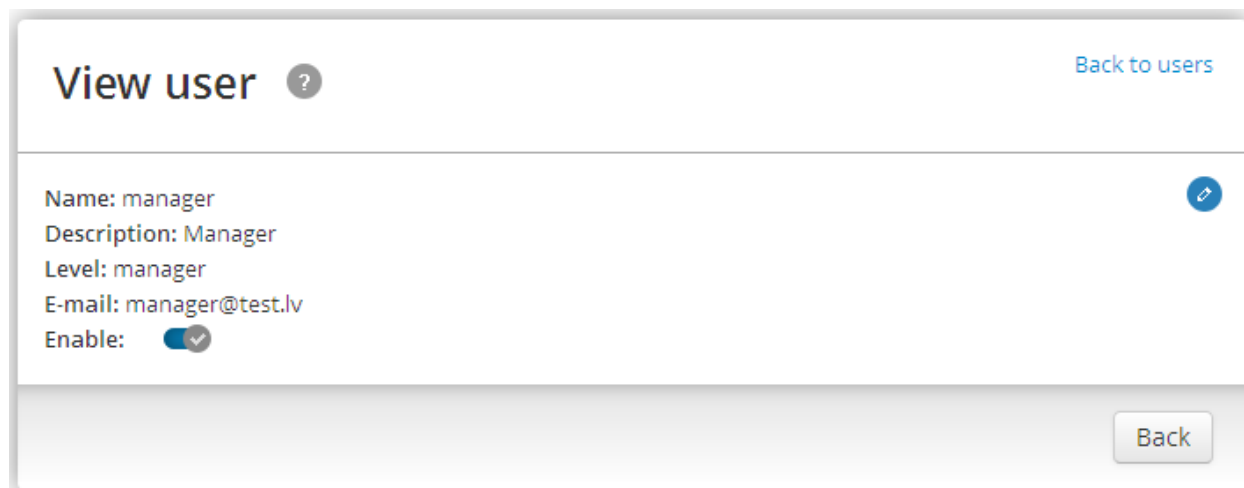 View user ?
Back to users
Name: manager
Description: Manager
Level: manager
E-mail: manager@test.lv
Enable:
Back